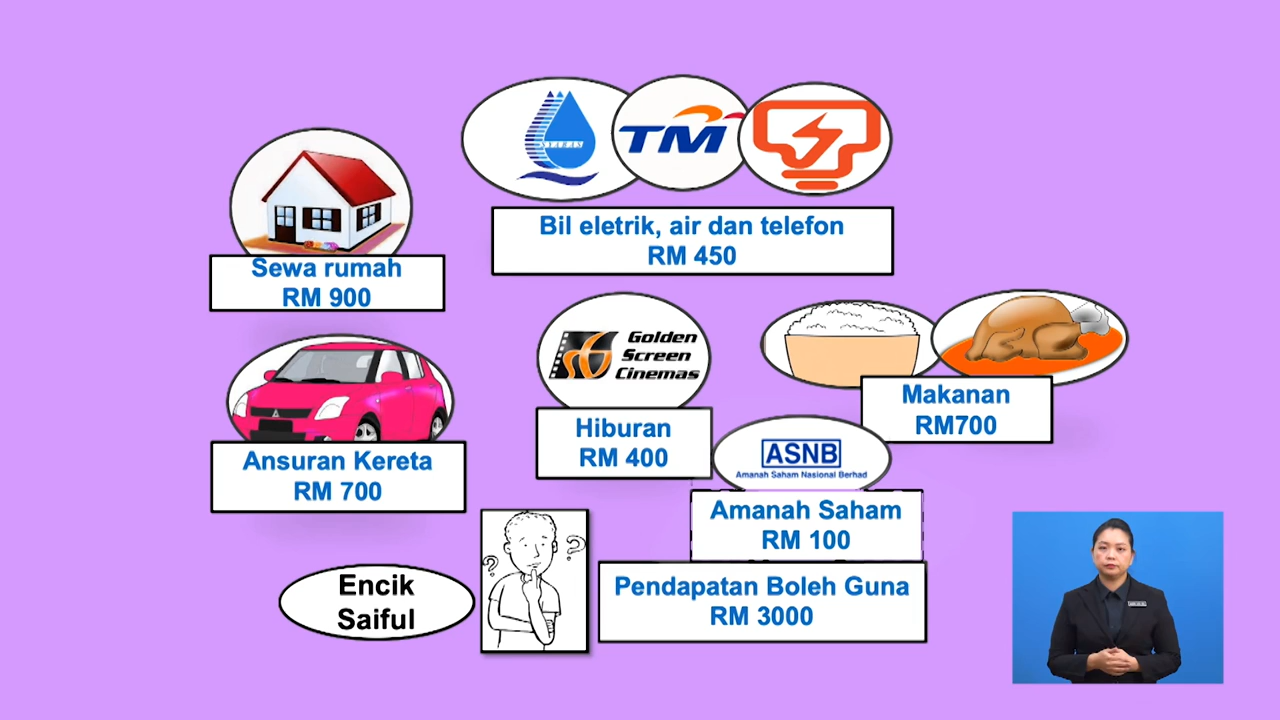 TM
Bil eletrik, air dan telefon
RM 450
Sewa rumah
RM 900
Golden
Screen
Cinemas
Makanan
RM700
Hiburan
RM 400
ASNB
Amanah Saham Nasional Berhad
Ansuran Kereta
RM 700
Amanah Saham
RM 100
Encik
Saiful
? ?
Pendapatan Boleh Guna
RM 3000